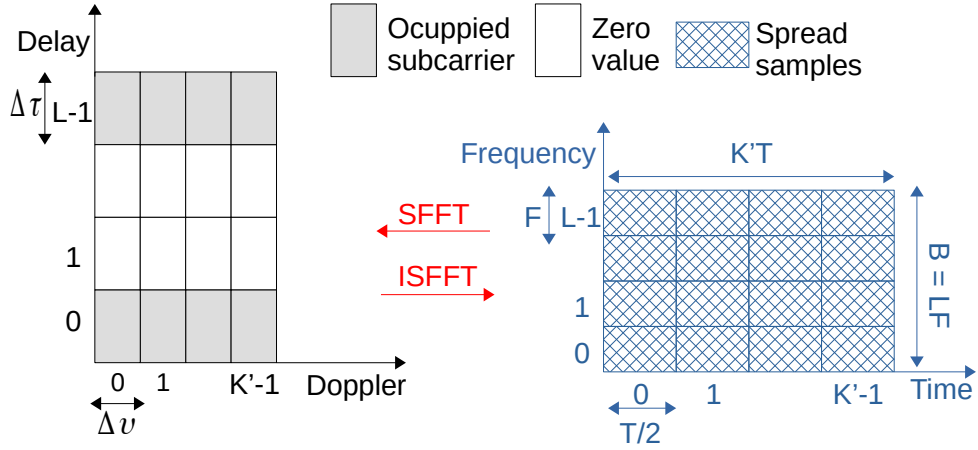 Delay
Ocuppied
subcarrier
Zero
value
Spread
samples
Δτ
L-1
1
0
0
1
K'-1
Doppler
Δυ
SFFT
ISFFT
Frequency
K'T
F
L-1
1
0
B = LF
0
1
K'-1
Time
T/2